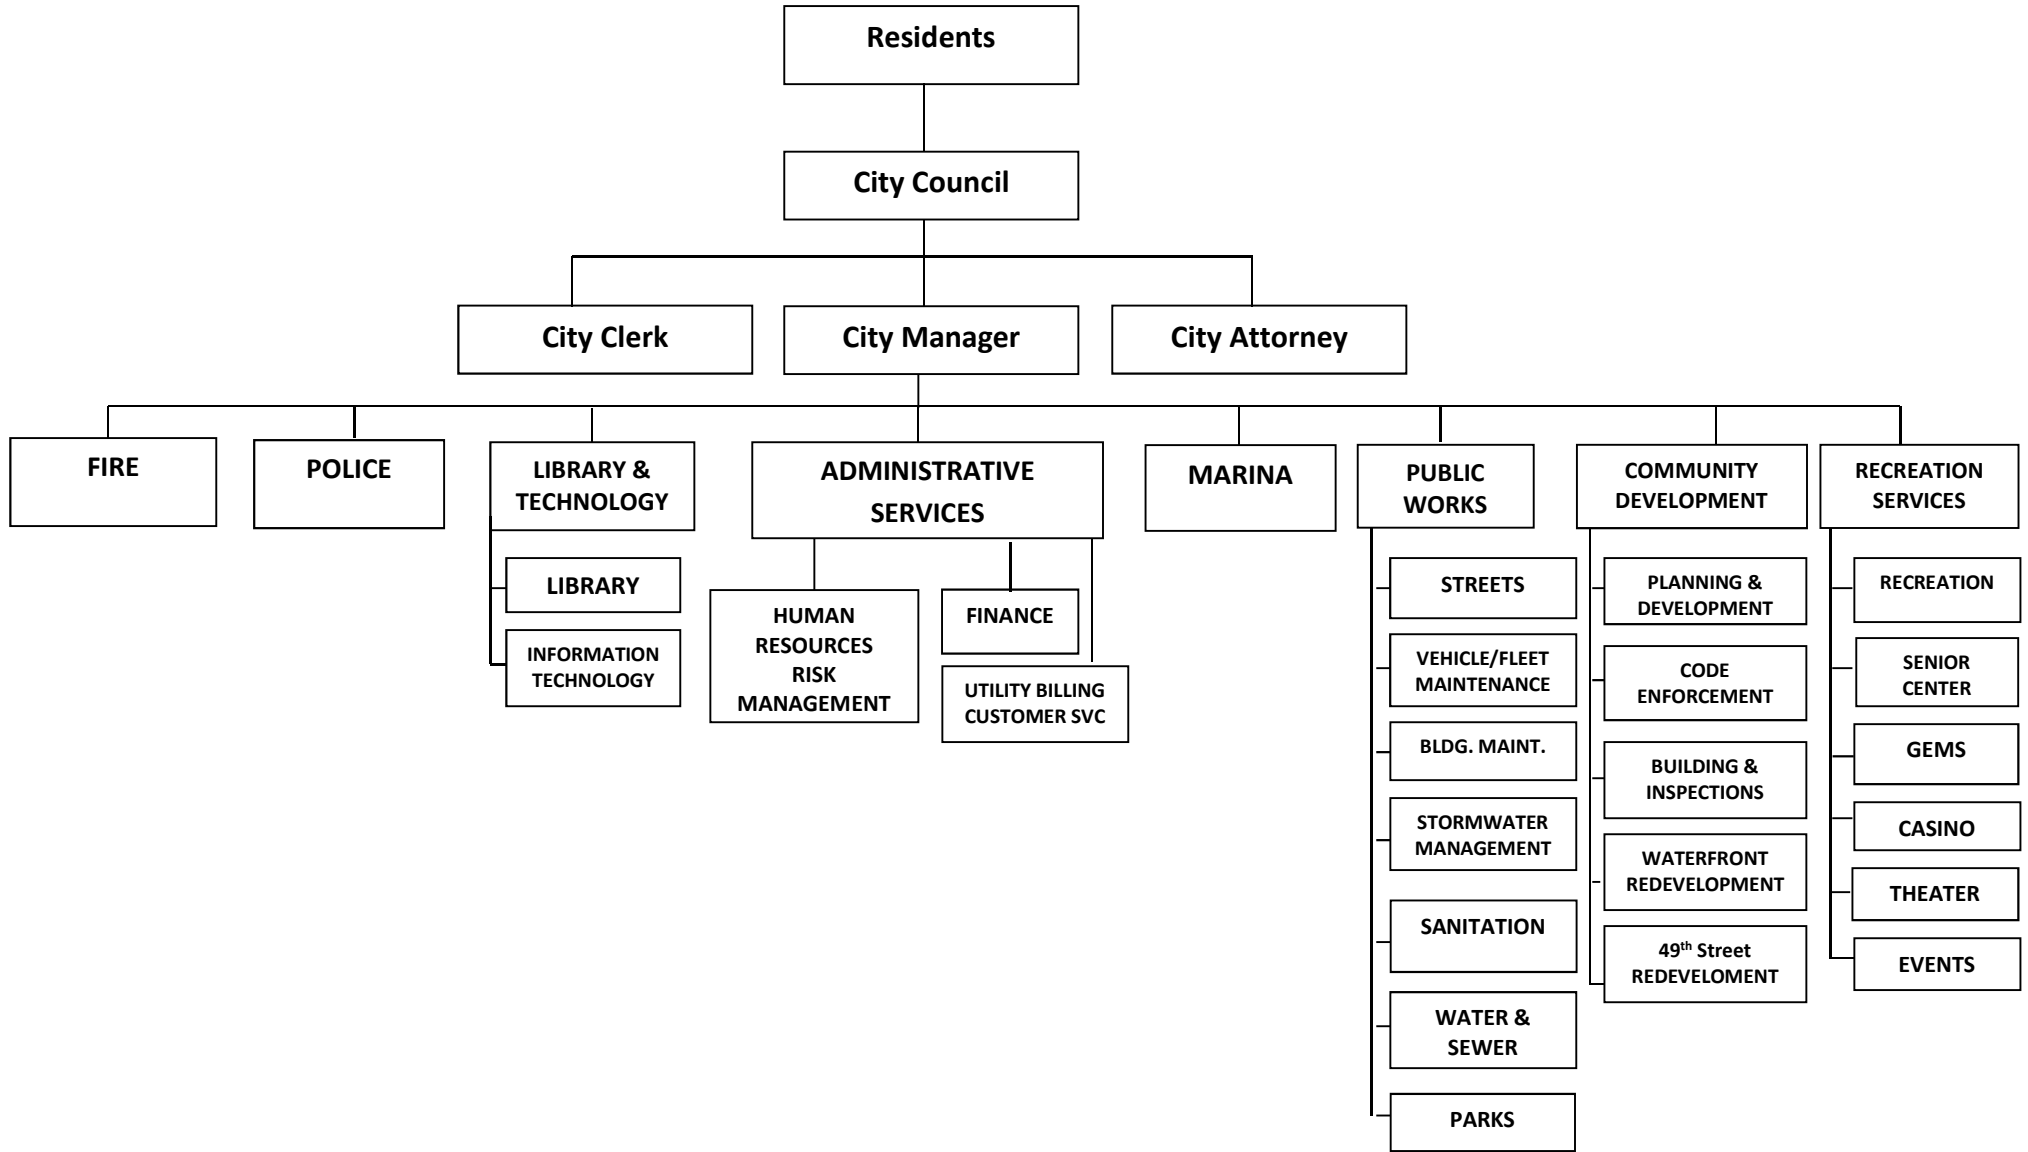 Residents
City Council
City Clerk
City Manager
City Attorney
FIRE
POLICE
LIBRARY &
TECHNOLOGY
LIBRARY
INFORMATION
TECHNOLOGY
ADMINISTRATIVE
SERVICES
HUMAN
RESOURCES
RISK
MANAGEMENT
FINANCE
UTILITY BILLING
CUSTOMER SVC
MARINA
PUBLIC
WORKS
STREETS
VEHICLE/FLEET
MAINTENANCE
BLDG. MAINT.
STORMWATER
MANAGEMENT
SANITATION
WATER &
SEWER
PARKS
COMMUNITY
DEVELOPMENT
PLANNING &
DEVELOPMENT
CODE
ENFORCEMENT
BUILDING &
INSPECTIONS
WATERFRONT
REDEVELOPMENT
49th Street
REDEVELOMENT
RECREATION
SERVICES
RECREATION
SENIOR
CENTER
GEMS
CASINO
THEATER
EVENTS